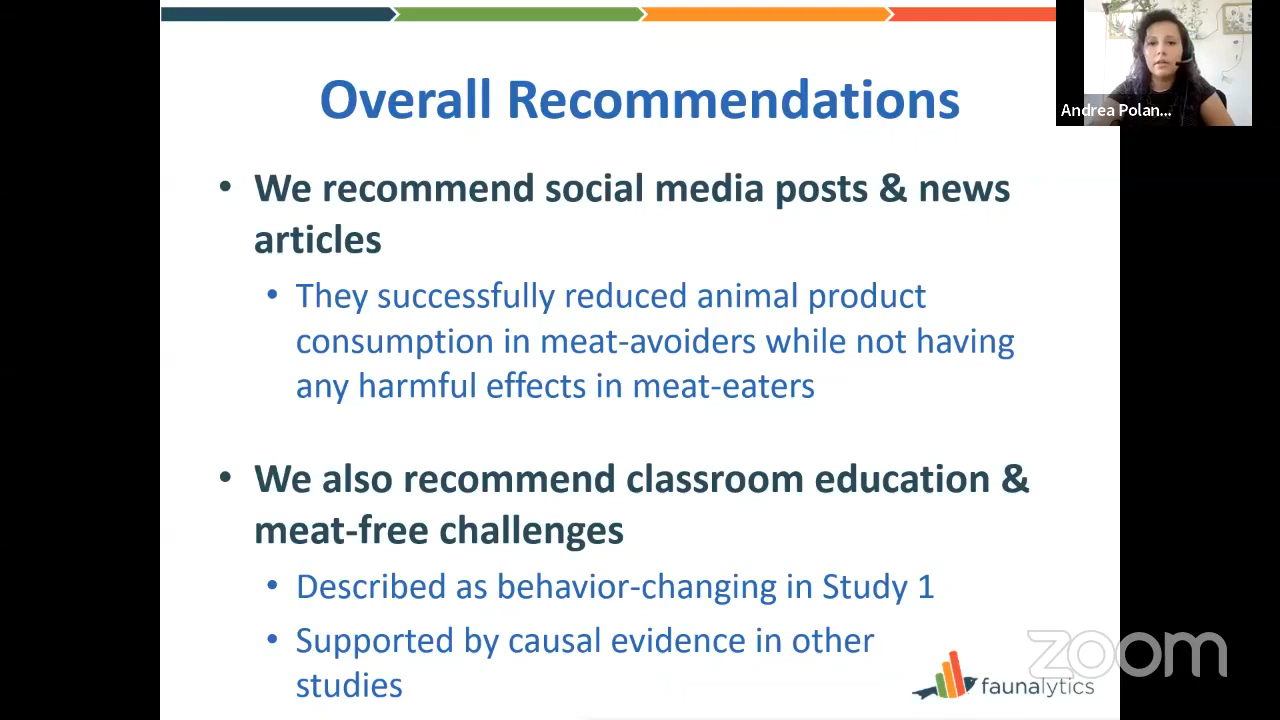 Overall Recommendations
Andrea Polan...
• We recommend social media posts & news
articles
• They successfully reduced animal product
consumption in meat-avoiders while not having
any harmful effects in meat-eaters
• We also recommend classroom education &
meat-free challenges
• Described as behavior-changing in Study 1
• Supported by causal evidence in other
studies
zoom
faunalytics